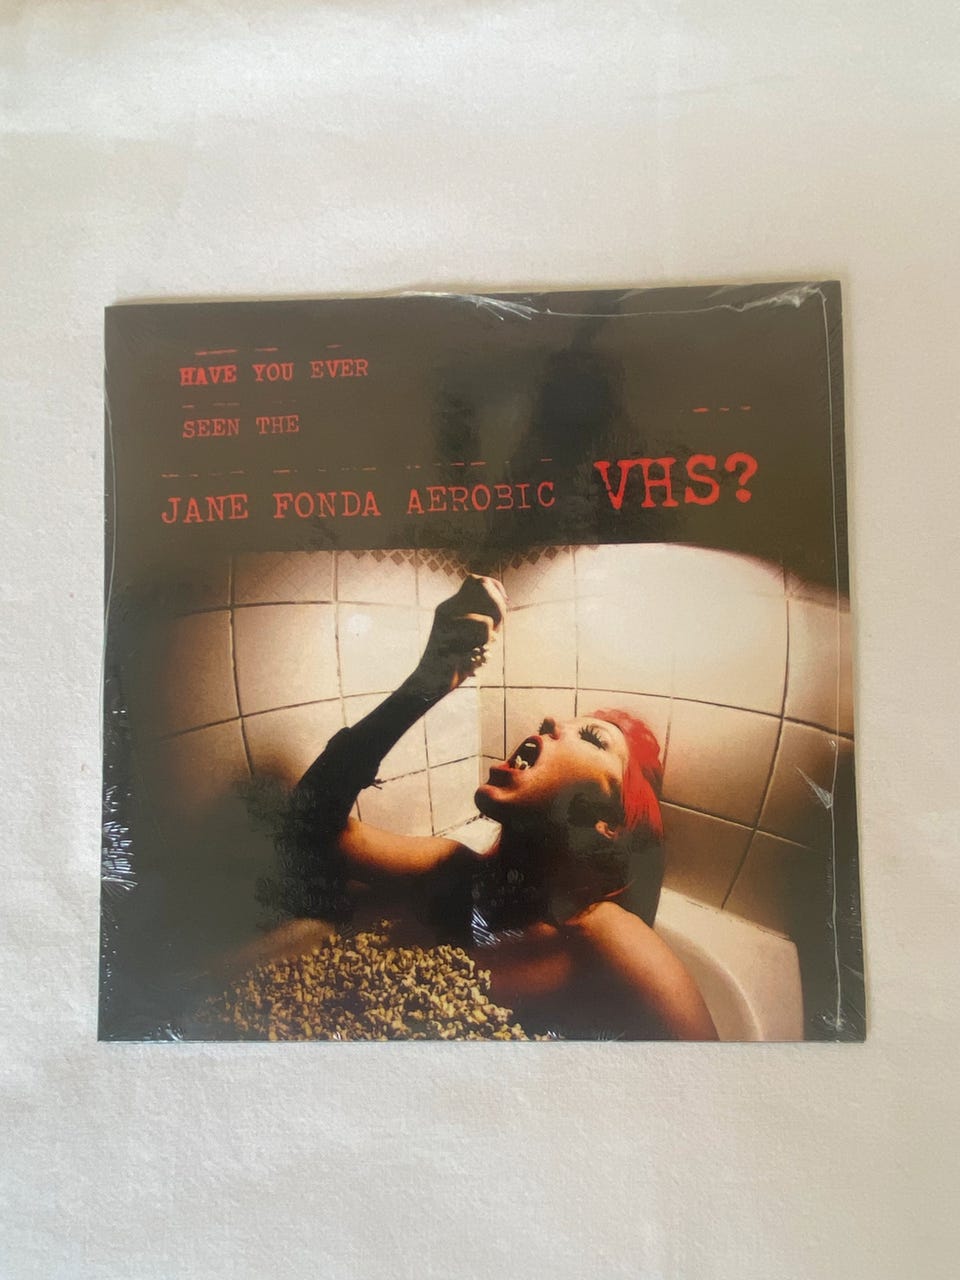 HAVE YOU EVER
SEEN THE
JANE FONDA AEROBIC VHS?